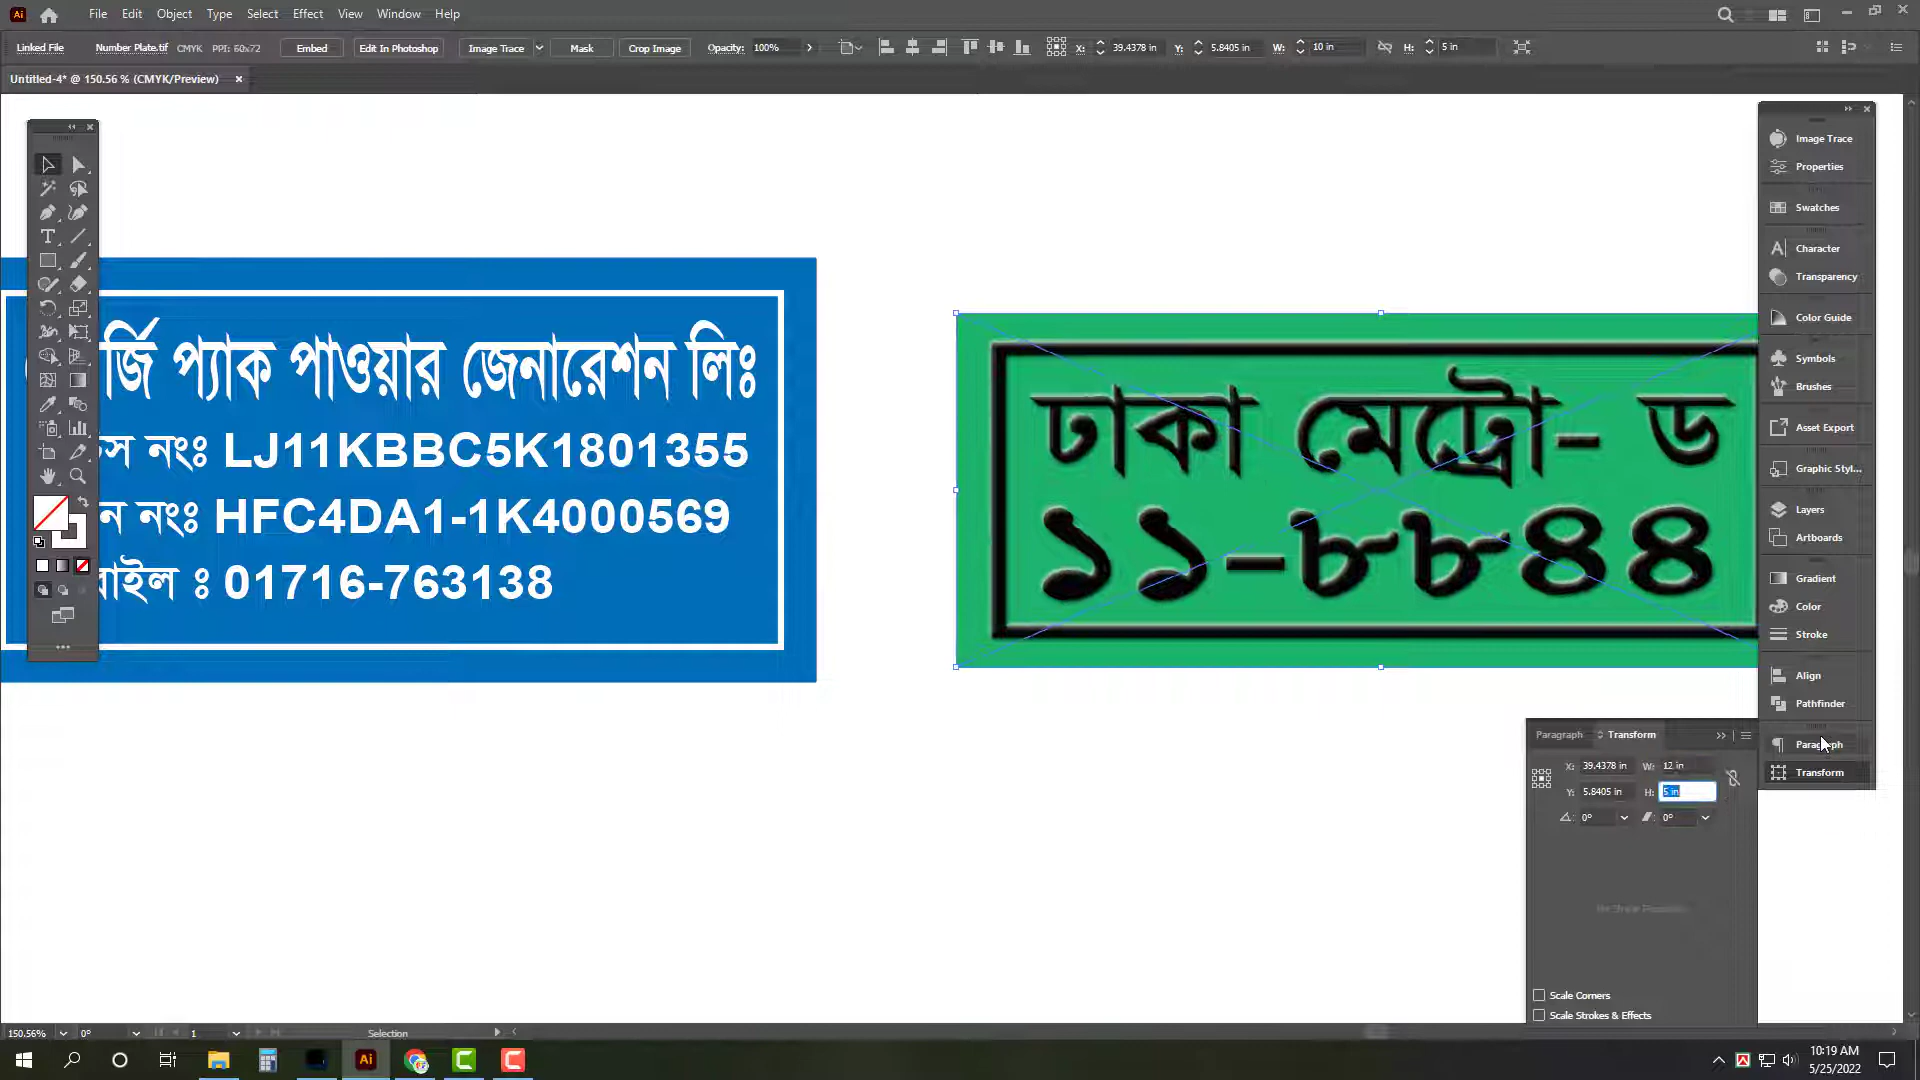 File Edit Object Type Select Effect View Window Help
Linked File Number Plate.tif CMYK PPI: 60x72 Embed Edit In Photoshop Image Trace Mask Crop Image Opacity: 100% X: 39.4378 in Y: 5.8405 in W: 10 in H: 5 in
Untitled-4* @ 150.56 % (CMYK/Preview)
র্জি প্যাক পাওয়ার জেনারেশন লিঃ
স নংঃ LJ11KBBC5K1801355
ন নংঃ HFC4DA1-1K4000569
বাইল ঃ 01716-763138
ঢাকা মেট্রো- ড
১১-৮৮৪৪
Image Trace
Properties
Swatches
Character
Transparency
Color Guide
Symbols
Brushes
Asset Export
Graphic Styl...
Layers
Artboards
Gradient
Color
Stroke
Align
Pathfinder
Paragraph
Transform
Paragraph Transform
X: 39.4378 in W: 12 in
Y: 5.8405 in H: 5 in
0° 0°
Scale Corners
Scale Strokes & Effects
150.56% 0° 1 Selection
10:19 AM
5/25/2022